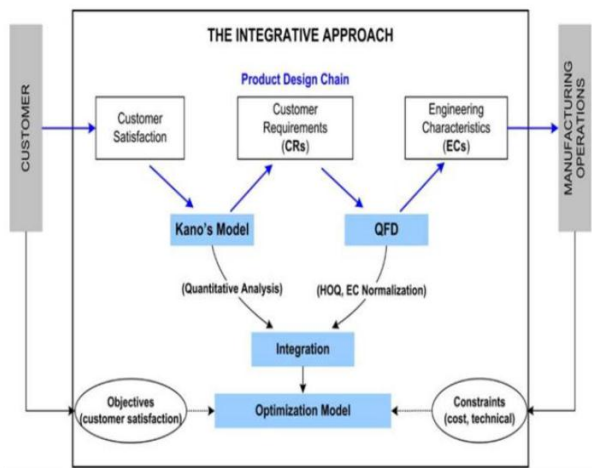 THE INTEGRATIVE APPROACH
Product Design Chain
CUSTOMER
Customer
Satisfaction
Customer
Requirements
(CRs)
Engineering
Characteristics
(ECs)
MANUFACTURING
OPERATIONS
Kano's Model
QFD
(Quantitative Analysis)
(HOQ, EC Normalization)
Integration
Objectives
(customer satisfaction)
Optimization Model
Constraints
(cost, technical)